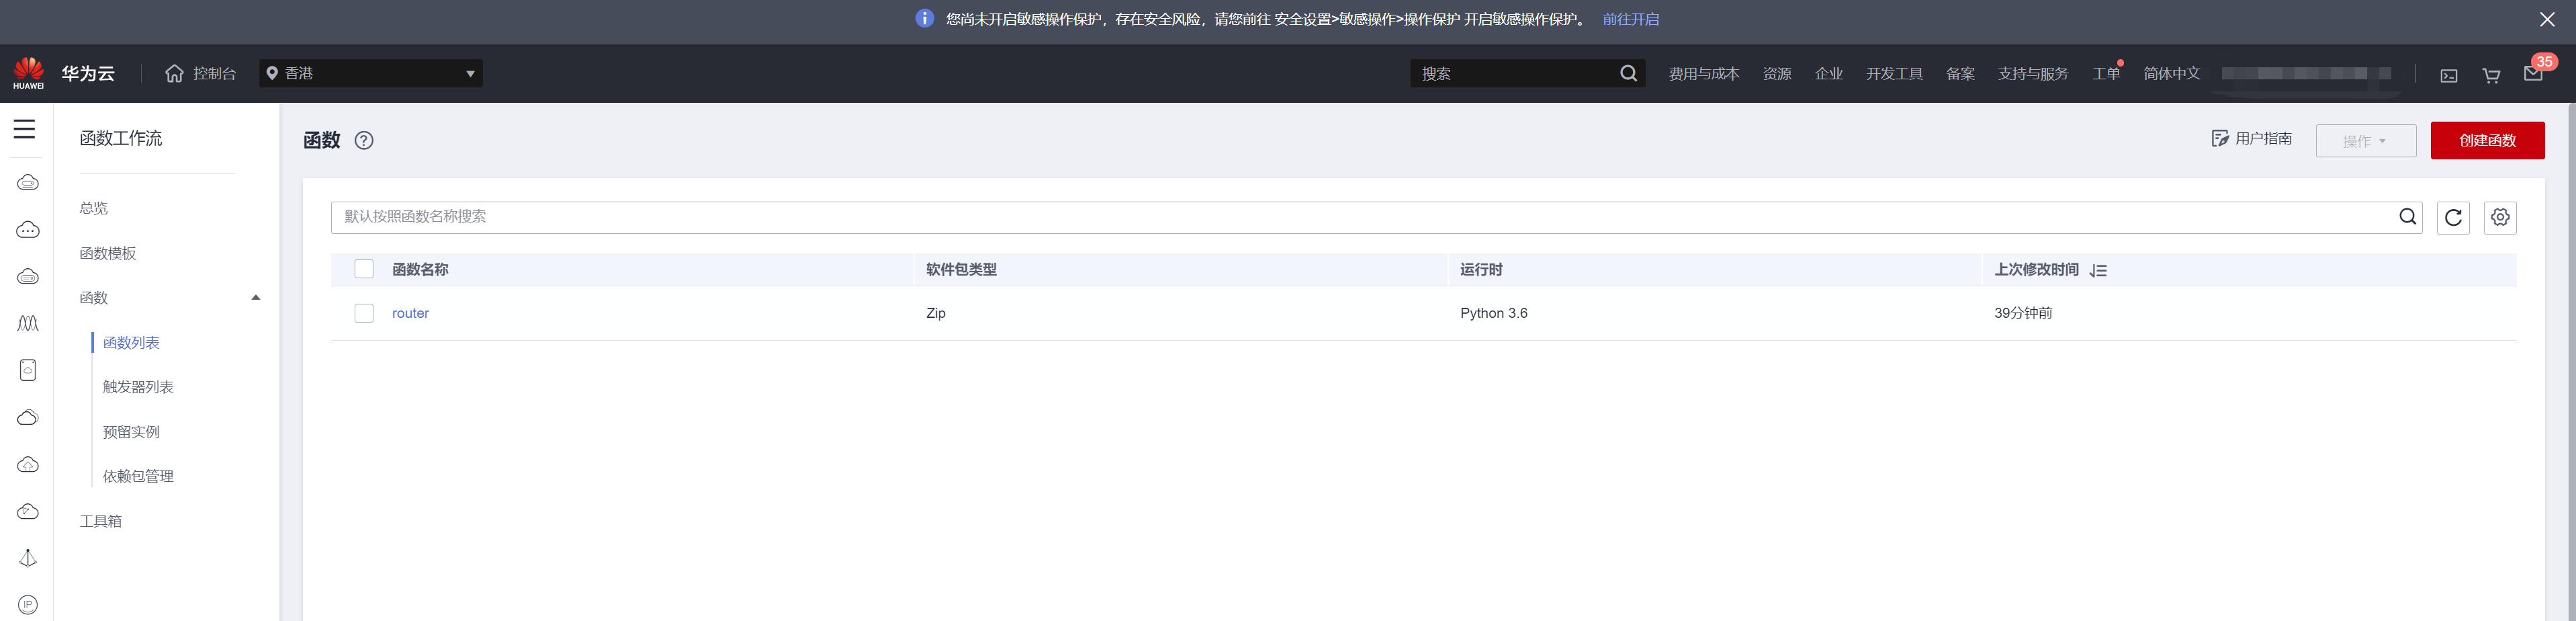 您尚未开启敏感操作保护，存在安全风险，请您前往 安全设置>敏感操作>操作保护 开启敏感操作保护。 前往开启
HUAWEI 华为云 控制台 香港 搜索 费用与成本 资源 企业 开发工具 备案 支持与服务 工单 简体中文 35
函数工作流
总览
函数模板
函数
函数列表
触发器列表
预留实例
依赖包管理
工具箱
函数 ? 用户指南 操作 创建函数
默认按照函数名称搜索
函数名称 软件包类型 运行时 上次修改时间
router Zip Python 3.6 39分钟前
IP